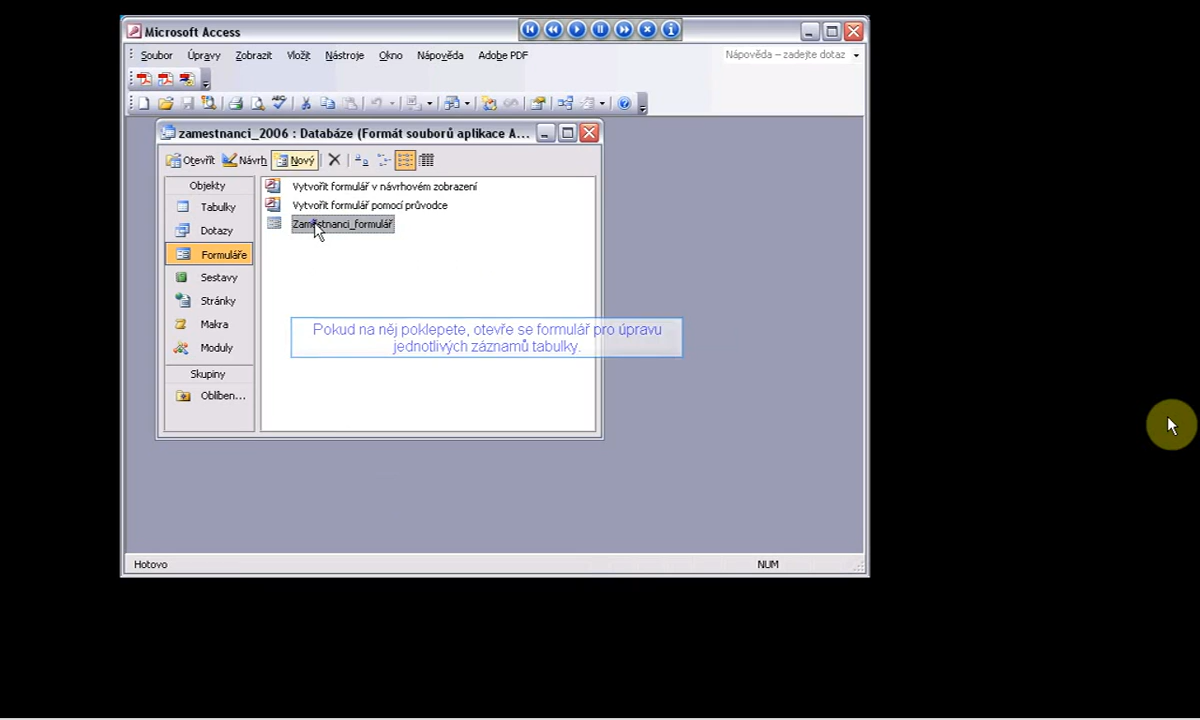 Microsoft Access
Soubor Úpravy Zobrazit Vložit Nástroje Okno Nápověda Adobe PDF Nápověda – zadejte dotaz
zamestnanci_2006 : Databáze (Formát souborů aplikace A...
Otevřít Návrh Nový
Objekty
Tabulky
Dotazy
Formuláře
Sestavy
Stránky
Makra
Moduly
Skupiny
Oblíben...
Vytvořit formulář v návrhovém zobrazení
Vytvořit formulář pomocí průvodce
Zaměstnanci_formulář
Pokud na něj poklepete, otevře se formulář pro úpravu
jednotlivých záznamů tabulky.
Hotovo NUM